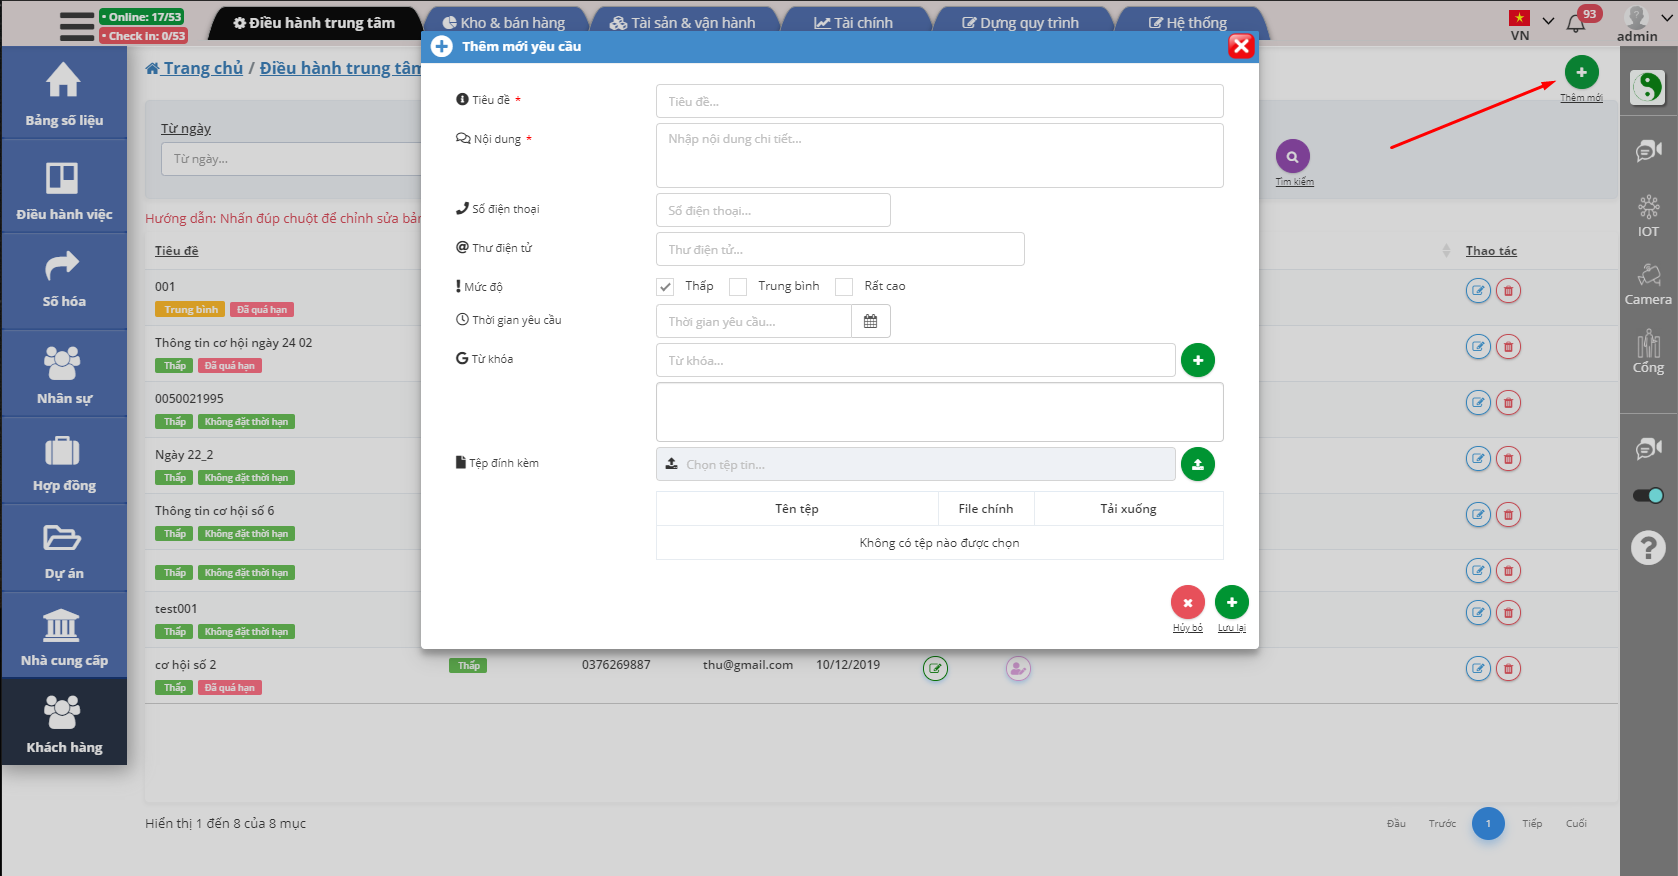 • Online: 17/53
• Check in: 0/53
Điều hành trung tâm
Kho & bán hàng
Tài sản & vận hành
Tài chính
Dựng quy trình
Hệ thống
VN
93
admin
Bảng số liệu
Điều hành việc
Số hóa
Nhân sự
Hợp đồng
Dự án
Nhà cung cấp
Khách hàng
Trang chủ / Điều hành trung tâm
Thêm mới
Từ ngày
Từ ngày...
Tìm kiếm
Hướng dẫn: Nhấn đúp chuột để chỉnh sửa bản
Tiêu đề
Thao tác
001
Trung bình
Đã quá hạn
Thông tin cơ hội ngày 24 02
Thấp
Đã quá hạn
0050021995
Thấp
Không đặt thời hạn
Ngày 22_2
Thấp
Không đặt thời hạn
Thông tin cơ hội số 6
Thấp
Không đặt thời hạn
Thấp
Không đặt thời hạn
test001
Thấp
Không đặt thời hạn
cơ hội số 2
Thấp
0376269887
thu@gmail.com
10/12/2019
Thấp
Đã quá hạn
Hiển thị 1 đến 8 của 8 mục
Đầu
Trước
1
Tiếp
Cuối
Thêm mới yêu cầu
Tiêu đề *
Tiêu đề...
Nội dung *
Nhập nội dung chi tiết...
Số điện thoại
Số điện thoại...
Thư điện tử
Thư điện tử...
Mức độ
Thấp
Trung bình
Rất cao
Thời gian yêu cầu
Thời gian yêu cầu...
Từ khóa
Từ khóa...
Tệp đính kèm
Chọn tệp tin...
Tên tệp
File chính
Tải xuống
Không có tệp nào được chọn
Hủy bỏ
Lưu lại
IOT
Camera
Cổng